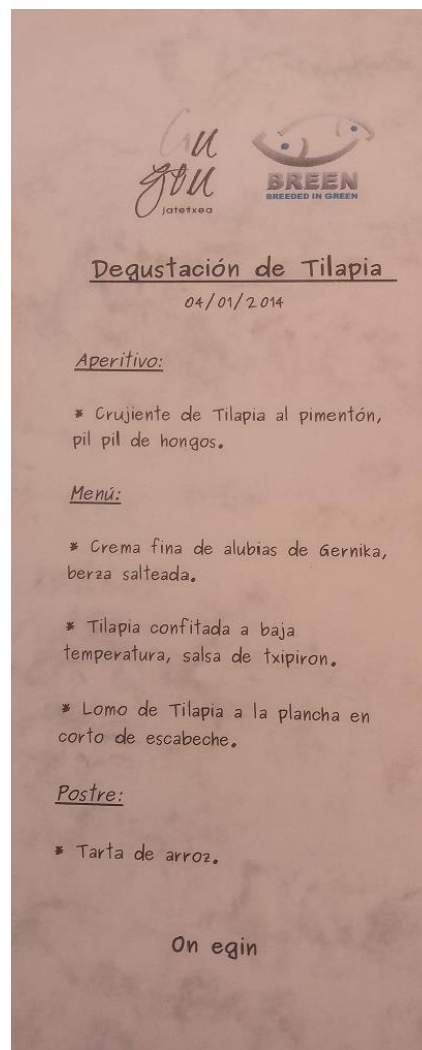 Gu
gou
jatetxea
BREEN
BREEDED IN GREEN
Degustación de Tilapia
04/01/2014
Aperitivo:
* Crujiente de Tilapia al pimentón,
pil pil de hongos.
Menú:
* Crema fina de alubias de Gernika,
berza salteada.
* Tilapia confitada a baja
temperatura, salsa de txipiron.
* Lomo de Tilapia a la plancha en
corto de escabeche.
Postre:
* Tarta de arroz.
On egin